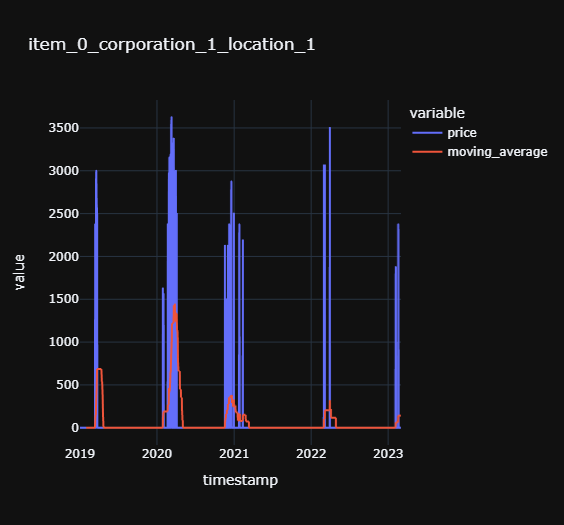 item_0_corporation_1_location_1
variable
price
moving_average
value
3500
3000
2500
2000
1500
1000
500
0
2019 2020 2021 2022 2023
timestamp